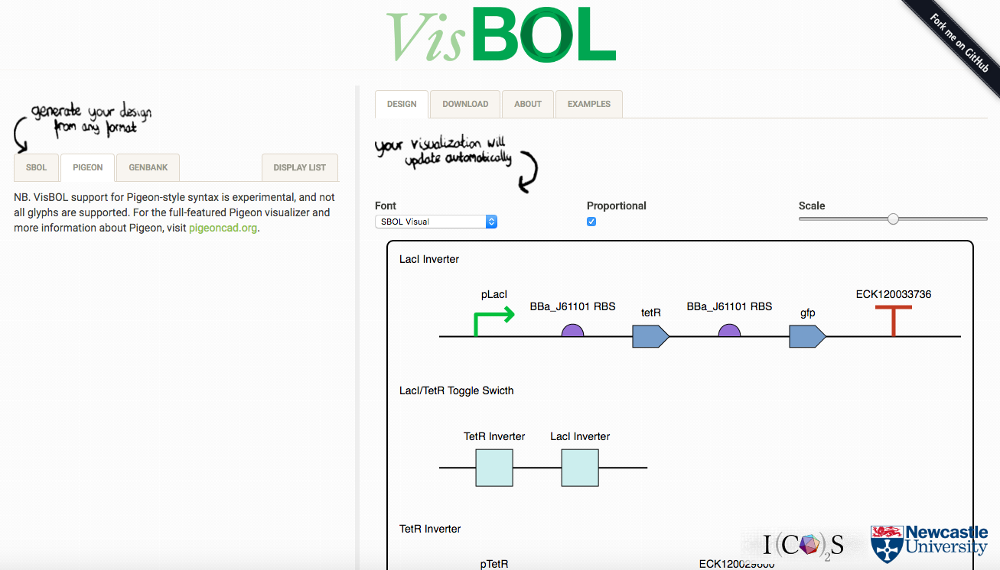 VisBOL
Fork me on GitHub
generate your design
from any format
SBOL
PIGEON
GENBANK
DISPLAY LIST
NB. VisBOL support for Pigeon-style syntax is experimental, and not
all glyphs are supported. For the full-featured Pigeon visualizer and
more information about Pigeon, visit pigeoncad.org.
DESIGN
DOWNLOAD
ABOUT
EXAMPLES
your visualization will
update automatically
Font
Proportional
Scale
SBOL Visual
LacI Inverter
pLacI
BBa_J61101 RBS
tetR
BBa_J61101 RBS
gfp
ECK120033736
LacI/TetR Toggle Swicth
TetR Inverter
LacI Inverter
TetR Inverter
pTetR
I(CO)2S
Newcastle
University